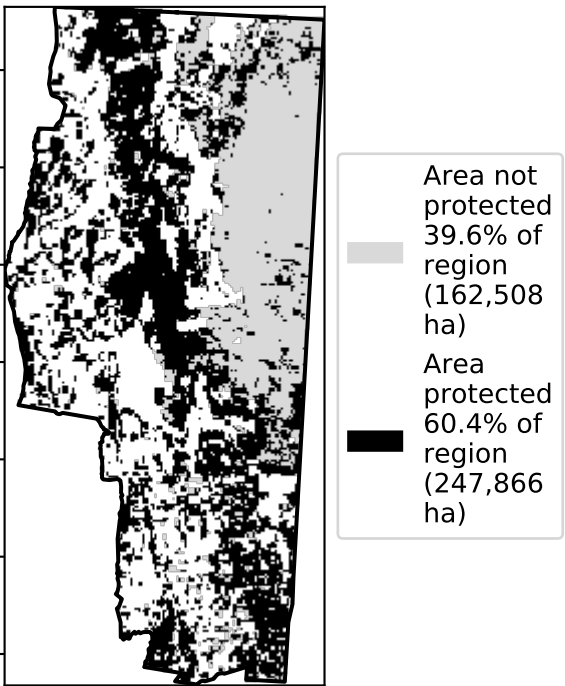 Area not
protected
39.6% of
region
(162,508
ha)
Area
protected
60.4% of
region
(247,866
ha)